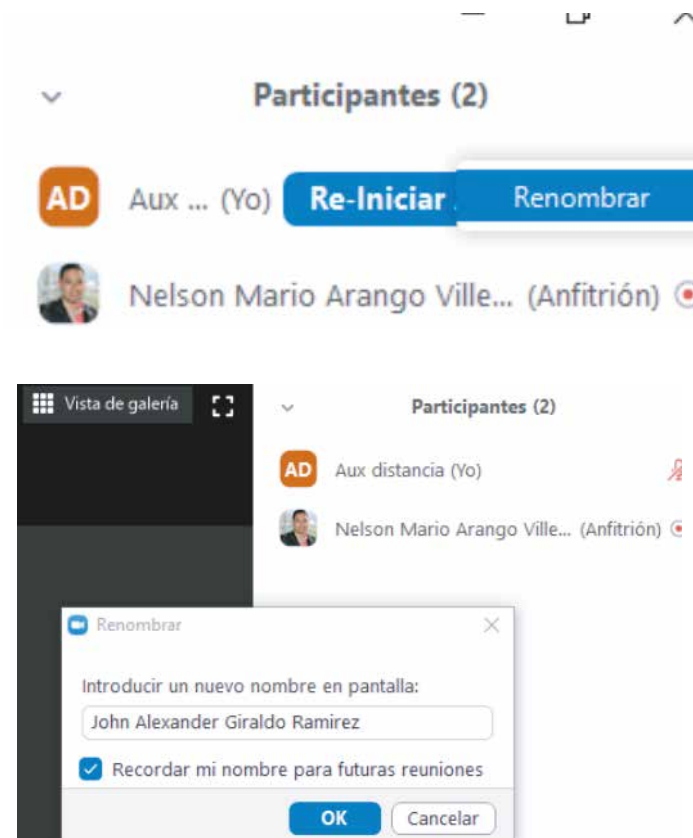 Participantes (2)
AD Aux ... (Yo) Re-Iniciar Renombrar
Nelson Mario Arango Ville... (Anfitrión)
Vista de galería Participantes (2)
AD Aux distancia (Yo)
Nelson Mario Arango Ville... (Anfitrión)
Renombrar
Introducir un nuevo nombre en pantalla:
John Alexander Giraldo Ramirez
Recordar mi nombre para futuras reuniones
OK Cancelar